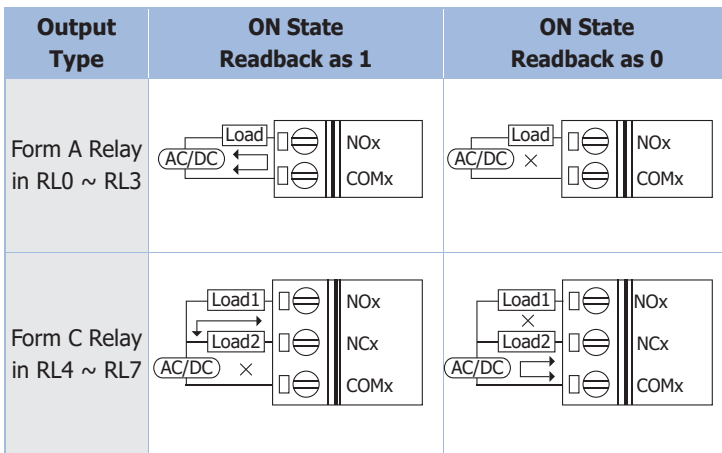 Output Type
ON State Readback as 1
ON State Readback as 0
Form A Relay in RL0 ~ RL3
Load
AC/DC
NOx
COMx
Load
AC/DC
NOx
COMx
Form C Relay in RL4 ~ RL7
Load1
Load2
AC/DC
NOx
NCx
COMx
Load1
Load2
AC/DC
NOx
NCx
COMx